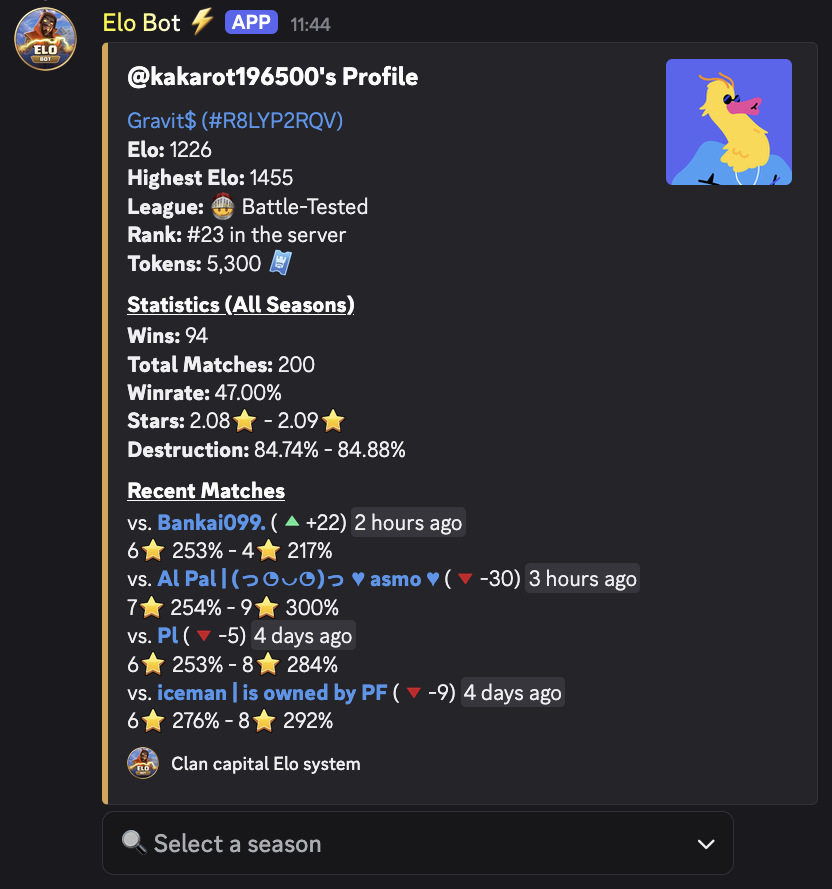 Elo Bot ⚡ APP 11:44
@kakarot196500's Profile
Gravit$ (#R8LYP2RQV)
Elo: 1226
Highest Elo: 1455
League: Battle-Tested
Rank: #23 in the server
Tokens: 5,300
Statistics (All Seasons)
Wins: 94
Total Matches: 200
Winrate: 47.00%
Stars: 2.08⭐ - 2.09⭐
Destruction: 84.74% - 84.88%
Recent Matches
vs. Bankai099. ( +22) 2 hours ago
6⭐ 253% - 4⭐ 217%
vs. Al Pal | (っ◔◡◔)っ ♥ asmo ♥ ( -30) 3 hours ago
7⭐ 254% - 9⭐ 300%
vs. Pl ( -5) 4 days ago
6⭐ 253% - 8⭐ 284%
vs. iceman | is owned by PF ( -9) 4 days ago
6⭐ 276% - 8⭐ 292%
Clan capital Elo system
🔍 Select a season